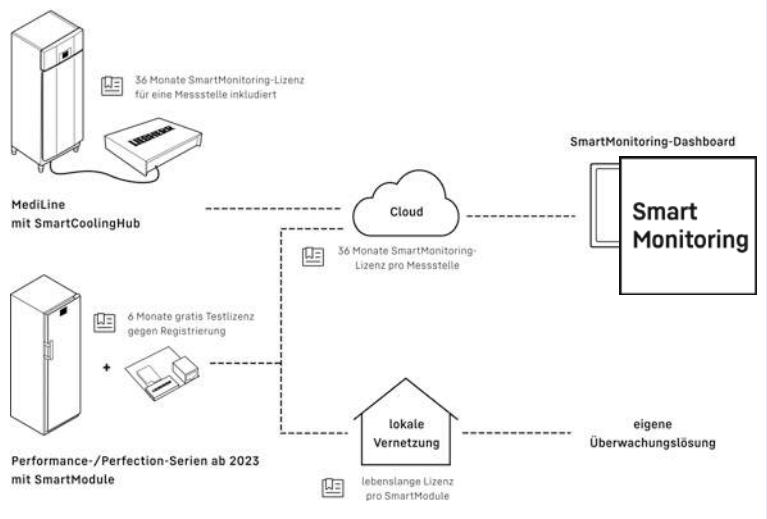 36 Monate SmartMonitoring-Lizenz
für eine Messstelle inkludiert
LIEBHERR
MediLine
mit SmartCoolingHub
Cloud
36 Monate SmartMonitoring-
Lizenz pro Messstelle
SmartMonitoring-Dashboard
Smart
Monitoring
6 Monate gratis Testlizenz
gegen Registrierung
+
LIEBHERR
Performance-/Perfection-Serien ab 2023
mit SmartModule
lokale
Vernetzung
lebenslange Lizenz
pro SmartModule
eigene
Überwachungslösung